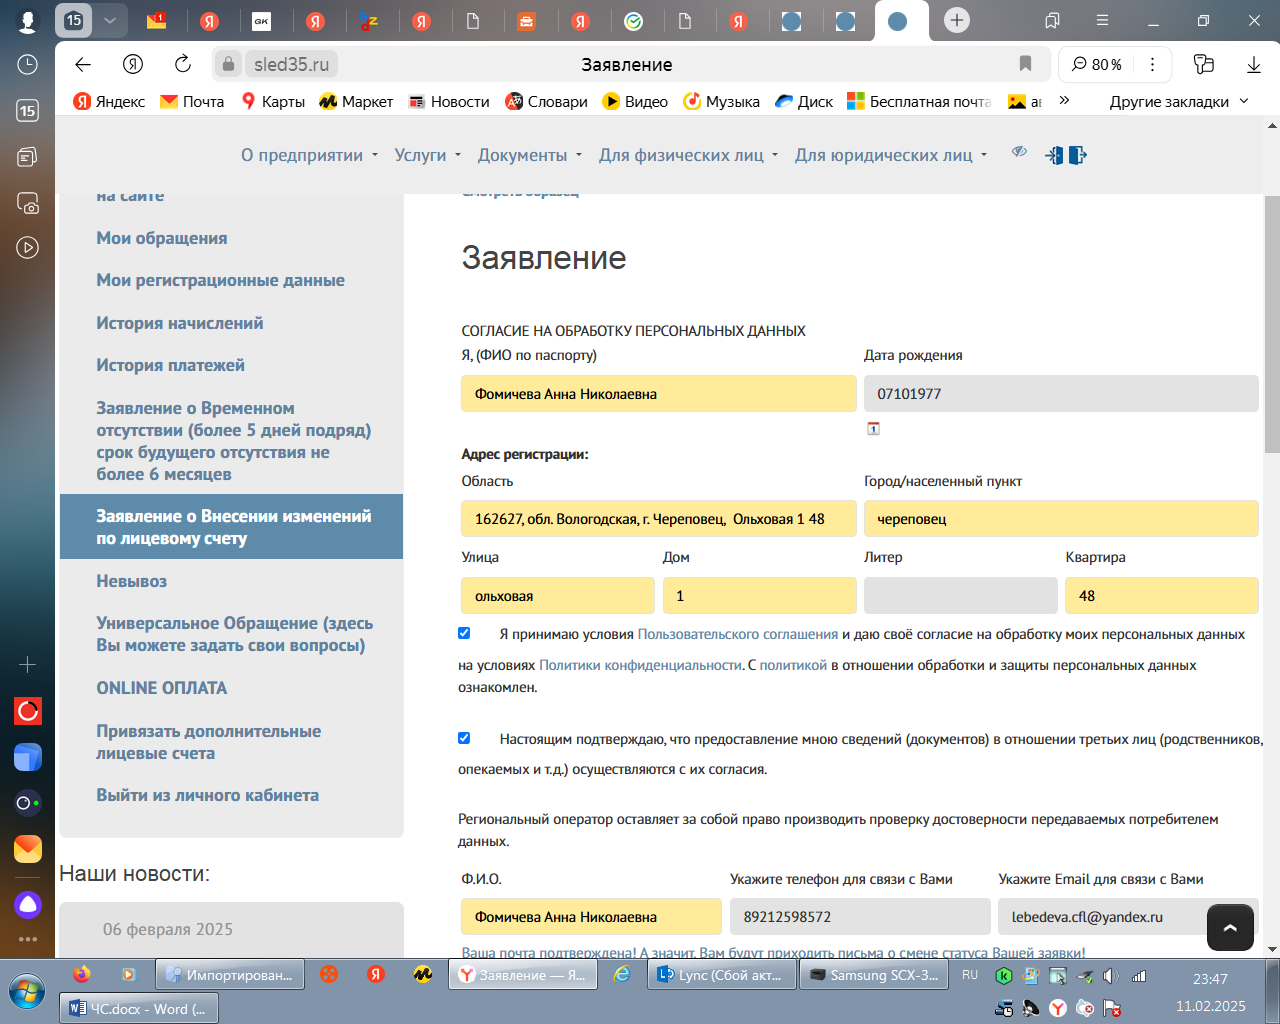 15
1
GK
sled35.ru
Заявление
80 %
Яндекс
Почта
Карты
Маркет
Новости
Словари
Видео
Музыка
Диск
Бесплатная почта
ав
»
Другие закладки
15
О предприятии
Услуги
Документы
Для физических лиц
Для юридических лиц
на сайте
Мои обращения
Мои регистрационные данные
История начислений
История платежей
Заявление о Временном
отсутствии (более 5 дней подряд)
срок будущего отсутствия не
более 6 месяцев
Заявление о Внесении изменений
по лицевому счету
Невывоз
Универсальное Обращение (здесь
Вы можете задать свои вопросы)
ONLINE ОПЛАТА
Привязать дополнительные
лицевые счета
Выйти из личного кабинета
Наши новости:
06 февраля 2025
Смотреть образец
Заявление
СОГЛАСИЕ НА ОБРАБОТКУ ПЕРСОНАЛЬНЫХ ДАННЫХ
Я, (ФИО по паспорту)
Дата рождения
Фомичева Анна Николаевна
07101977
1
Адрес регистрации:
Область
Город/населенный пункт
162627, обл. Вологодская, г. Череповец,  Ольховая 1 48
череповец
Улица
Дом
Литер
Квартира
ольховая
1
48
Я принимаю условия Пользовательского соглашения и даю своё согласие на обработку моих персональных данных
на условиях Политики конфиденциальности. С политикой в отношении обработки и защиты персональных данных
ознакомлен.
Настоящим подтверждаю, что предоставление мною сведений (документов) в отношении третьих лиц (родственников,
опекаемых и т.д.) осуществляются с их согласия.
Региональный оператор оставляет за собой право производить проверку достоверности передаваемых потребителем
данных.
Ф.И.О.
Укажите телефон для связи с Вами
Укажите Email для связи с Вами
Фомичева Анна Николаевна
89212598572
lebedeva.cfl@yandex.ru
Ваша почта подтверждена! А значит, Вам будут приходить письма о смене статуса Вашей заявки!
Импортирован...
Заявление — Я...
Lync (Сбой акт...
Samsung SCX-3...
RU
23:47
11.02.2025
ЧС.docx - Word (...